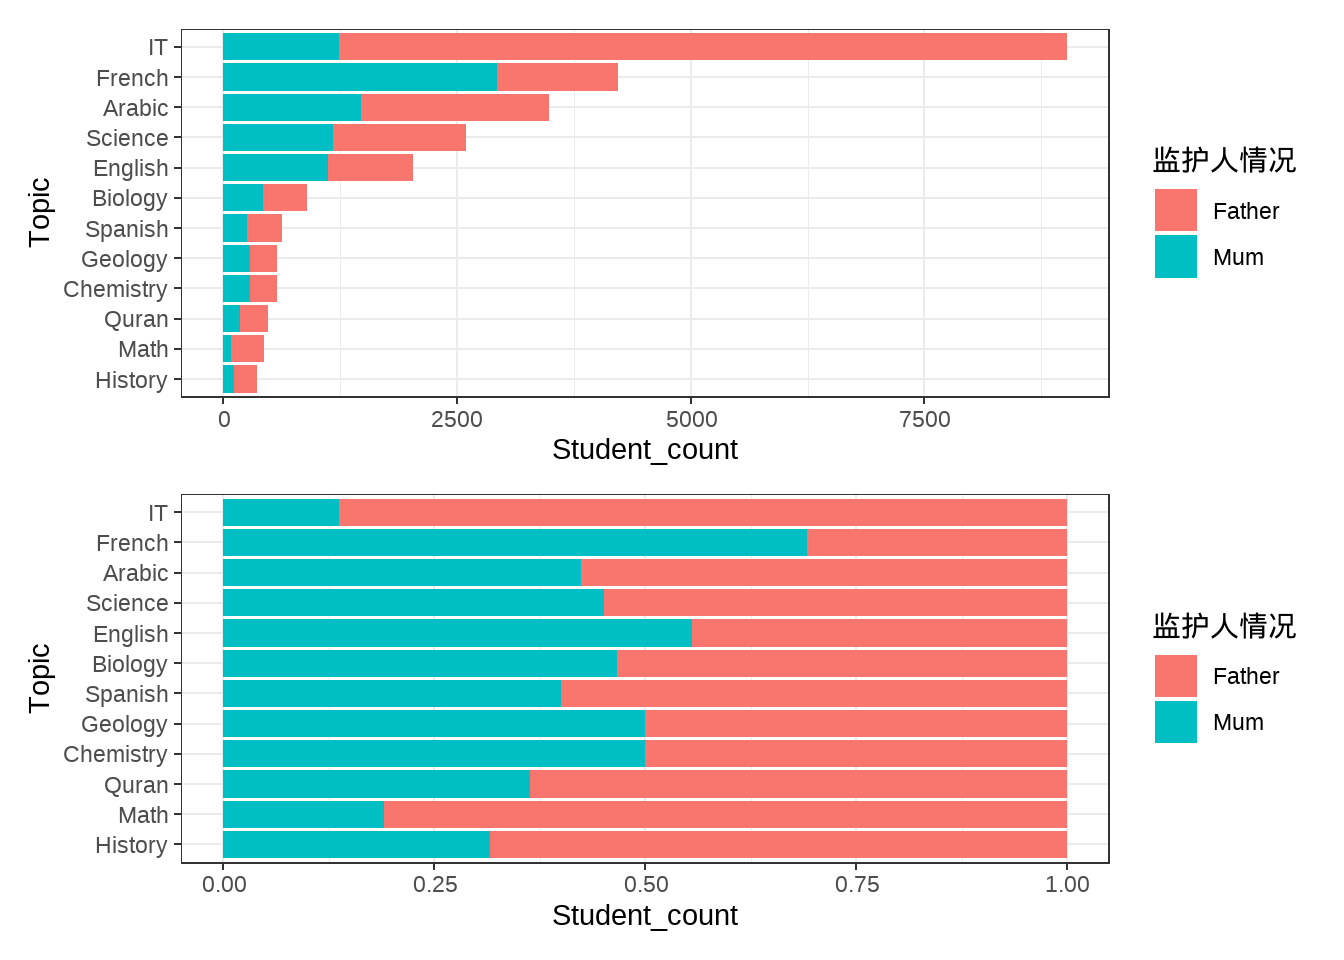 IT
French
Arabic
Science
English
Biology
Spanish
Geology
Chemistry
Quran
Math
History
Topic
0 2500 5000 7500
Student_count
监护人情况
Father
Mum
IT
French
Arabic
Science
English
Biology
Spanish
Geology
Chemistry
Quran
Math
History
Topic
0.00 0.25 0.50 0.75 1.00
Student_count
监护人情况
Father
Mum